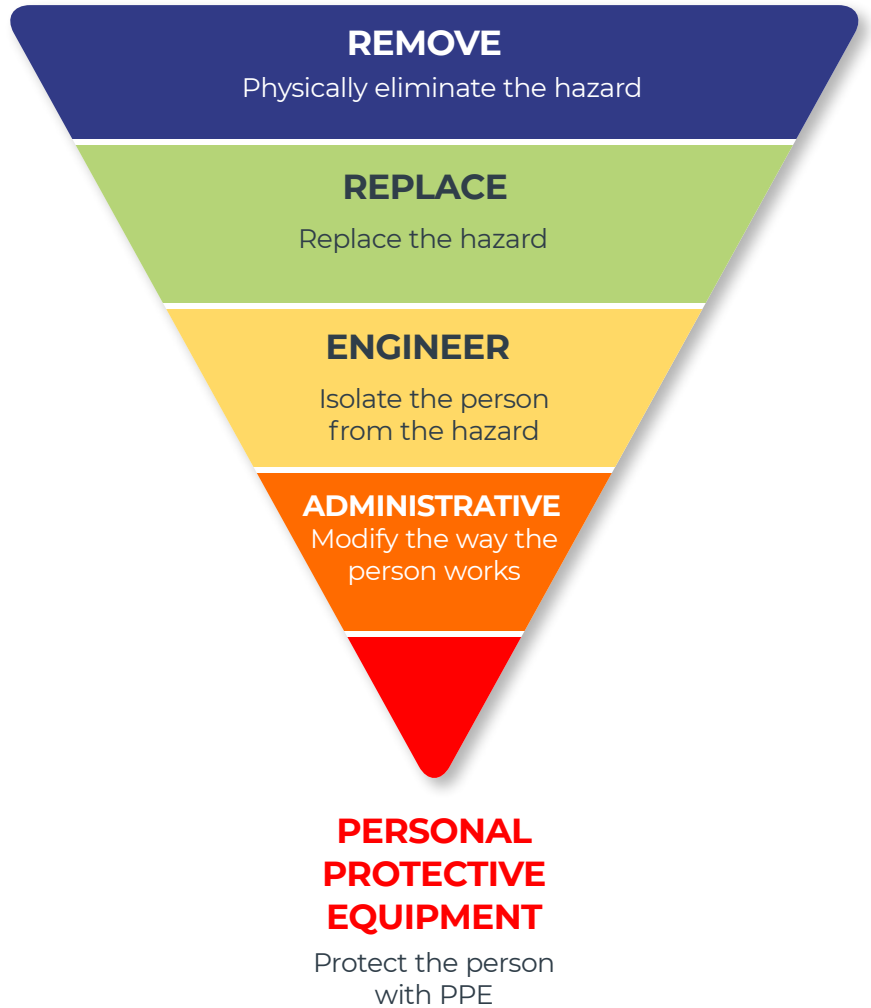 REMOVE
Physically eliminate the hazard
REPLACE
Replace the hazard
ENGINEER
Isolate the person
from the hazard
ADMINISTRATIVE
Modify the way the
person works
PERSONAL
PROTECTIVE
EQUIPMENT
Protect the person
with PPE